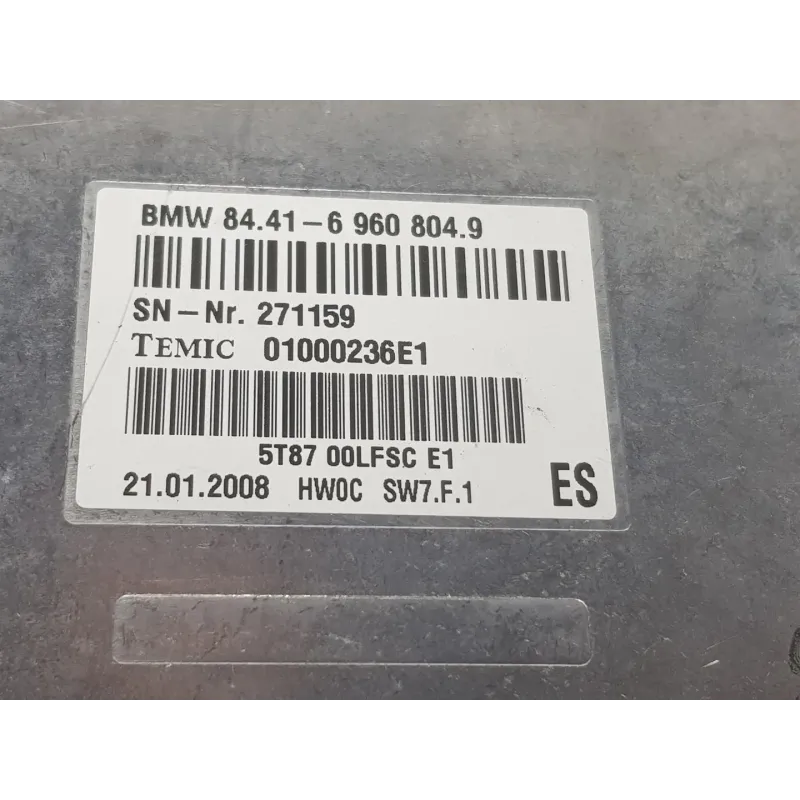 BMW 84.41-6 960 804.9
SN-Nr. 271159
TEMIC 01000236E1
5T87 00LFSC E1
21.01.2008 HW0C SW7.F.1 ES